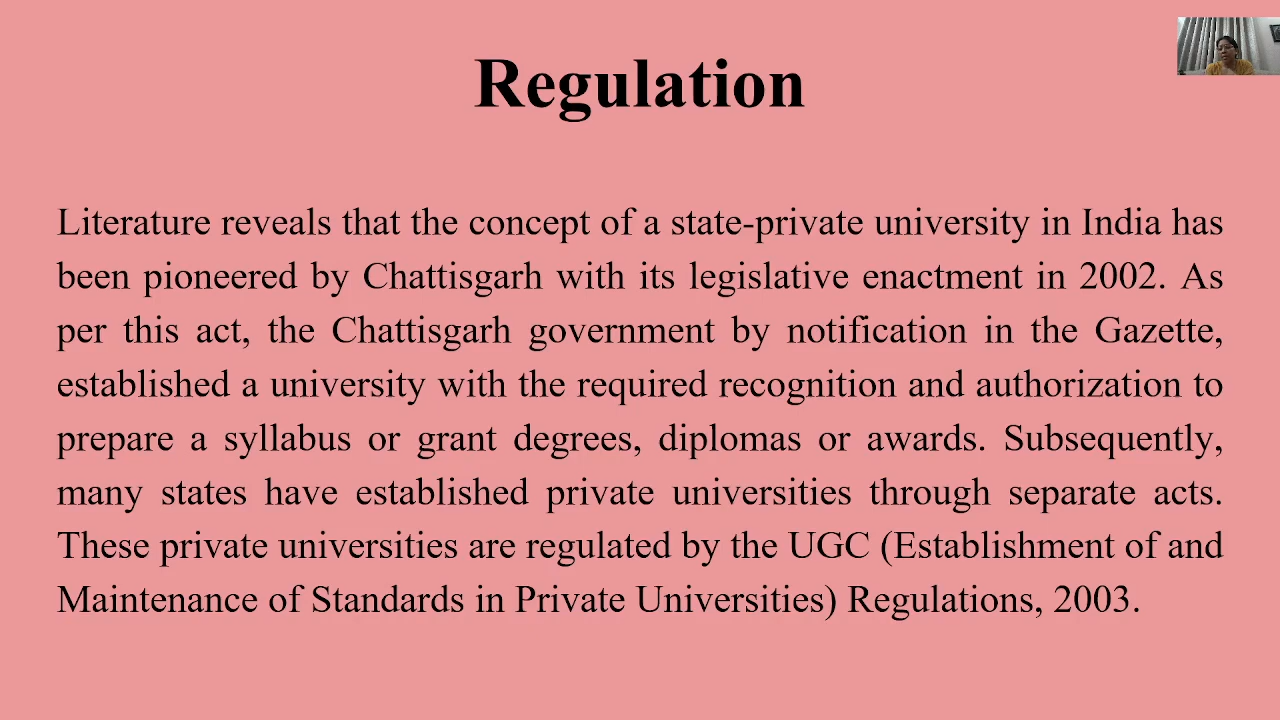 Regulation
Literature reveals that the concept of a state-private university in India has
been pioneered by Chattisgarh with its legislative enactment in 2002. As
per this act, the Chattisgarh government by notification in the Gazette,
established a university with the required recognition and authorization to
prepare a syllabus or grant degrees, diplomas or awards. Subsequently,
many states have established private universities through separate acts.
These private universities are regulated by the UGC (Establishment of and
Maintenance of Standards in Private Universities) Regulations, 2003.